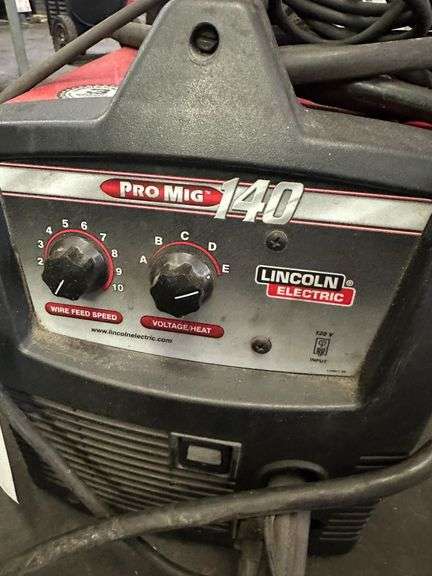 PRO MIG™ 140
2 3 4 5 6 7 8 9 10
A B C D E
LINCOLN®
ELECTRIC
WIRE FEED SPEED
VOLTAGE/HEAT
www.lincolnelectric.com
120 V
INPUT